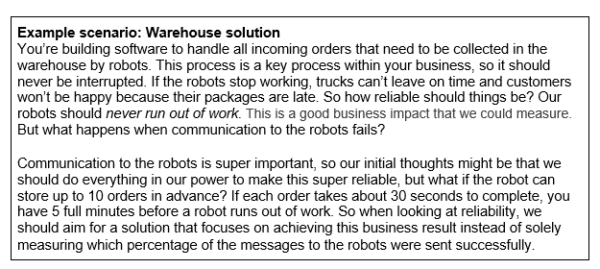 Example scenario: Warehouse solution
You're building software to handle all incoming orders that need to be collected in the
warehouse by robots. This process is a key process within your business, so it should
never be interrupted. If the robots stop working, trucks can't leave on time and customers
won't be happy because their packages are late. So how reliable should things be? Our
robots should never run out of work. This is a good business impact that we could measure.
But what happens when communication to the robots fails?
Communication to the robots is super important, so our initial thoughts might be that we
should do everything in our power to make this super reliable, but what if the robot can
store up to 10 orders in advance? If each order takes about 30 seconds to complete, you
have 5 full minutes before a robot runs out of work. So when looking at reliability, we
should aim for a solution that focuses on achieving this business result instead of solely
measuring which percentage of the messages to the robots were sent successfully.